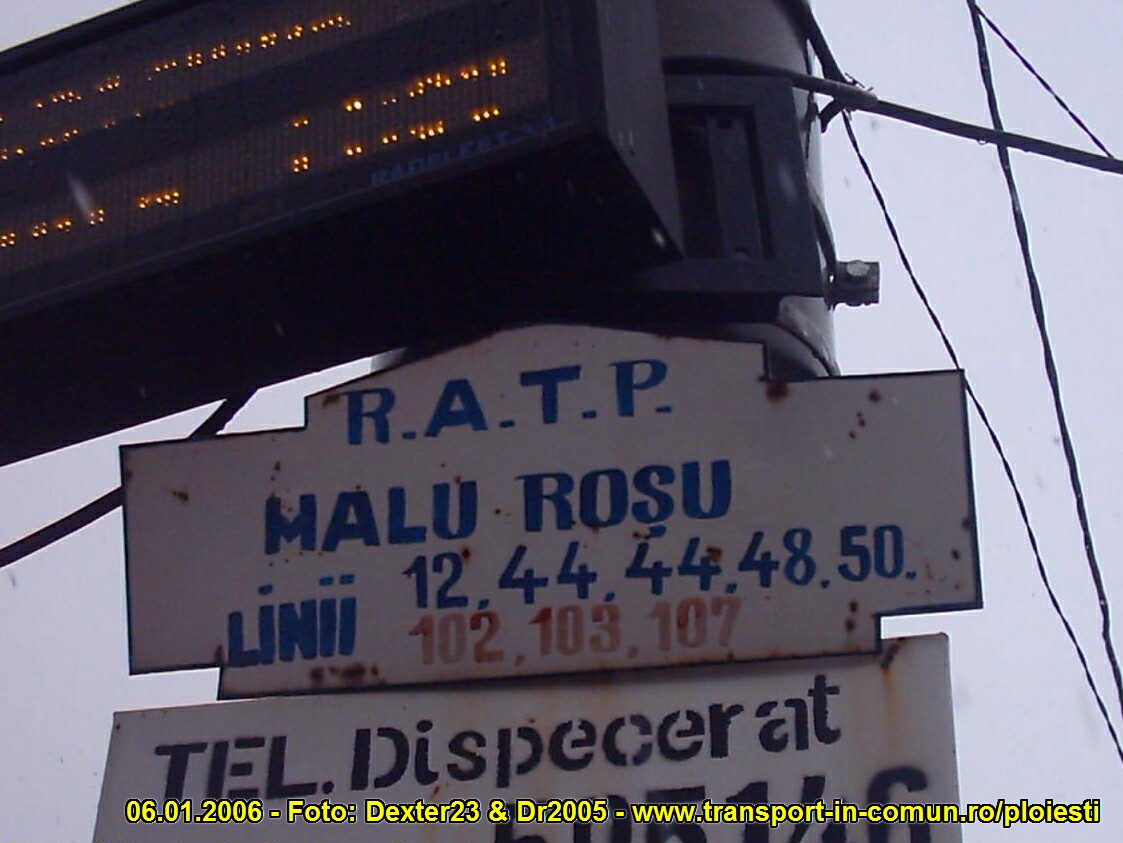 R.A.T.P.
MALU ROȘU
LINII 12, 44, 44, 48, 50.
102, 103, 107
TEL. Dispecerat
06.01.2006 - Foto: Dexter23 & Dr2005 - www.transport-in-comun.ro/ploiesti